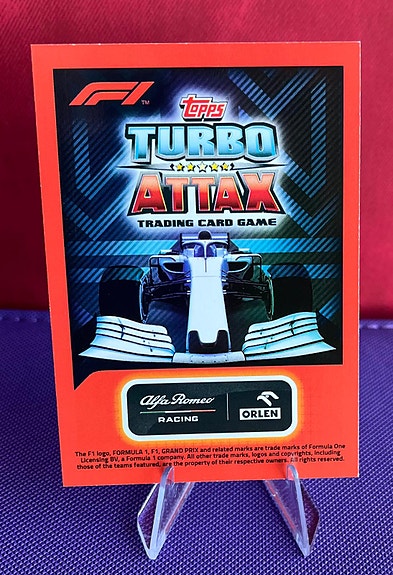 F1 TM
Topps
TURBO
ATTAX
TRADING CARD GAME
Alfa Romeo
RACING
ORLEN
The F1 logo, FORMULA 1, F1, GRAND PRIX and related marks are trade marks of Formula One
Licensing BV, a Formula 1 company. All other trade marks, logos and copyrights, including
those of the teams featured, are the property of their respective owners. All rights reserved.